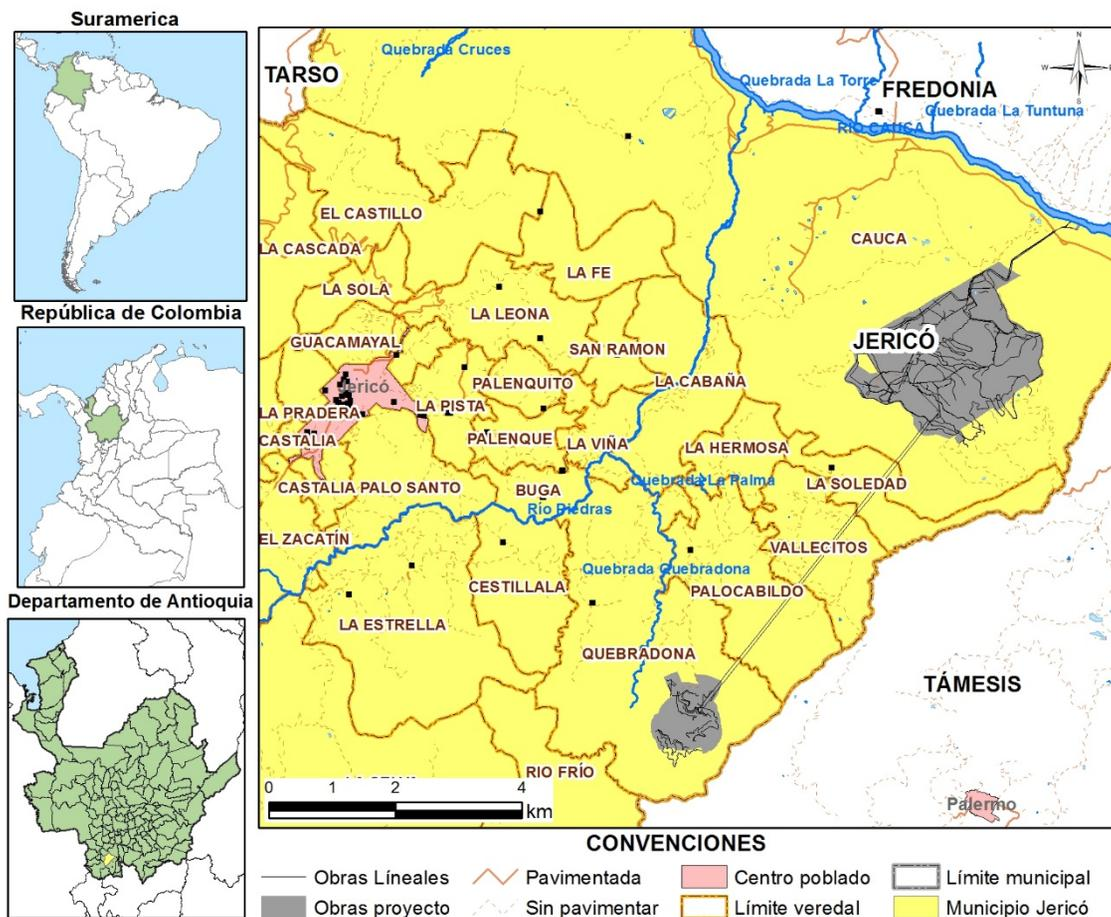 Suramerica
República de Colombia
Departamento de Antioquia
N
W
E
S
Quebrada Cruces
TARSO
Quebrada La Torre
FREDONIA
Quebrada La Tuntuna
RIO CAUCA
EL CASTILLO
CAUCA
LA CASCADA
LA FE
LA SOLA
LA LEONA
GUACAMAYAL
JERICÓ
SAN RAMON
PALENQUITO
LA CABAÑA
Jericó
LA PRADERA
LA PISTA
CASTALIA
PALENQUE
LA VIÑA
LA HERMOSA
CASTALIA PALO SANTO
BUGA
Quebrada La Palma
LA SOLEDAD
Río Piedras
EL ZACATÍN
VALLECITOS
Quebrada Quebradona
CESTILLALA
PALOCABILDO
LA ESTRELLA
QUEBRADONA
TÁMESIS
RIO FRÍO
0 2 4
km
Palermo
CONVENCIONES
Obras Líneales
Pavimentada
Centro poblado
Límite municipal
Obras proyecto
Sin pavimentar
Límite veredal
Municipio Jericó